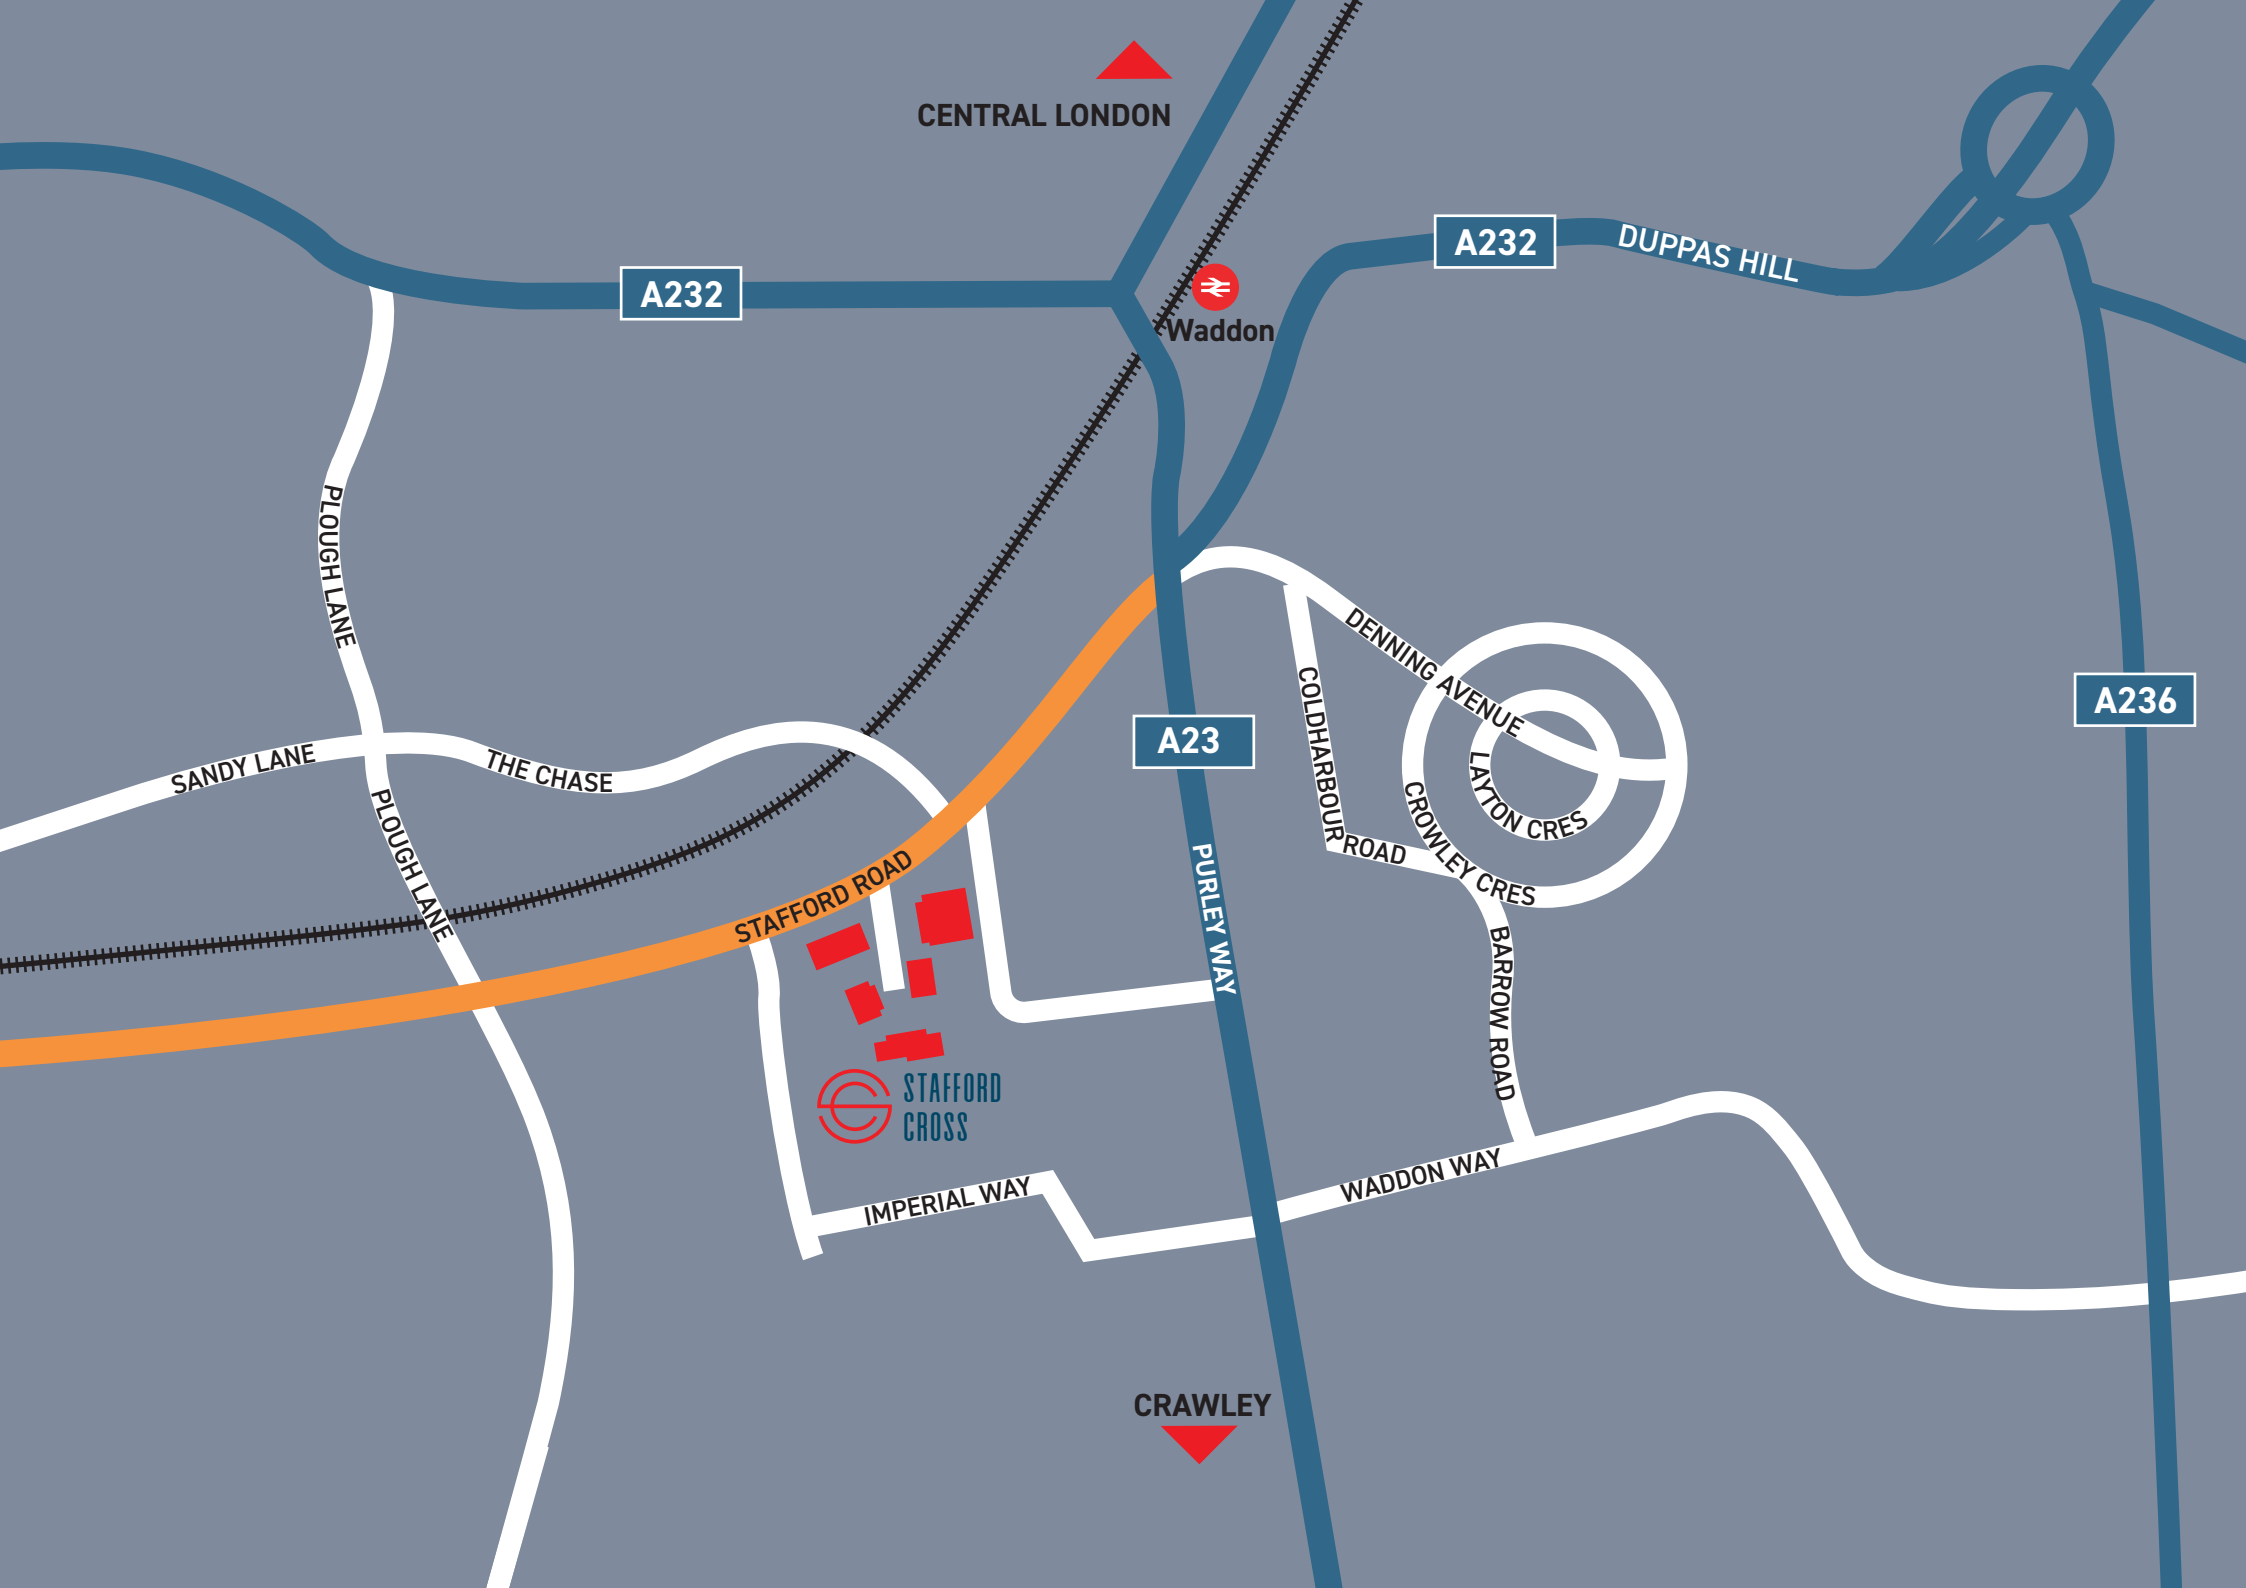 CENTRAL LONDON
A232
DUPPAS HILL
A232
Waddon
PLOUGH LANE
DENNING AVENUE
COLDHARBOUR
ROAD
A236
A23
SANDY LANE
THE CHASE
LAYTON CRES
CROWLEY CRES
PLOUGH LANE
STAFFORD ROAD
PURLEY WAY
BARROW ROAD
STAFFORD
CROSS
WADDON WAY
IMPERIAL WAY
CRAWLEY